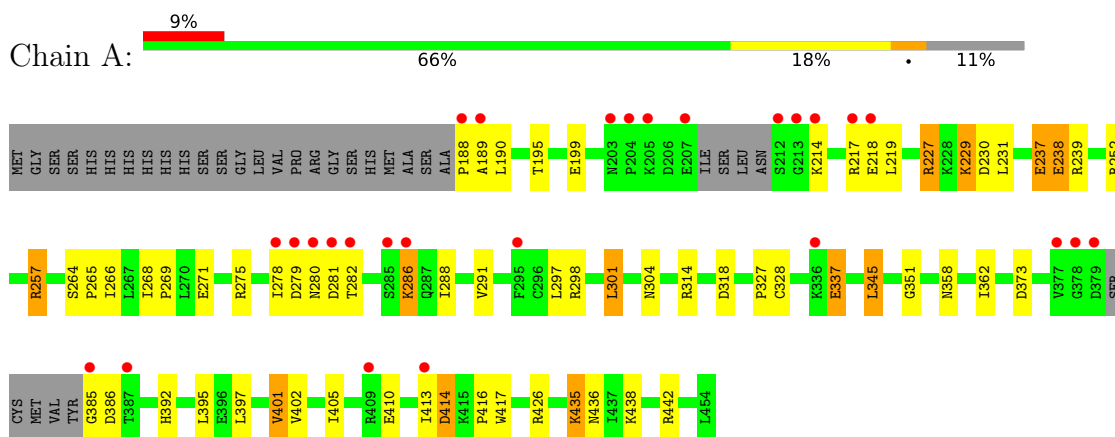 9%
Chain A:
66% 18% • 11%
MET GLY SER SER HIS HIS HIS HIS HIS HIS SER SER GLY LEU VAL PRO ARG GLY SER HIS MET ALA SER ALA P188 A189 L190 T195 E199 N203 P204 K205 D206 E207 ILE SER LEU ASN S212 G213 K214 R217 E218 L219 R227 K228 K229 D230 L231 E237 E238 R239
R257 S264 P265 I266 L267 I268 P269 L270 E271 R275 I278 D279 N280 D281 T282 S285 K286 Q287 I288 V291 F295 C296 L297 R298 L301 N304 R314 D318 P327 C328 K336 E337 L345 G351 N358 I362 D373 V377 G378 D379
CYS MET VAL TYR G385 D386 T387 H392 L395 E396 L397 V401 V402 I405 R409 E410 I413 D414 K415 P416 W417 R426 K435 N436 I437 K438 R442 L454